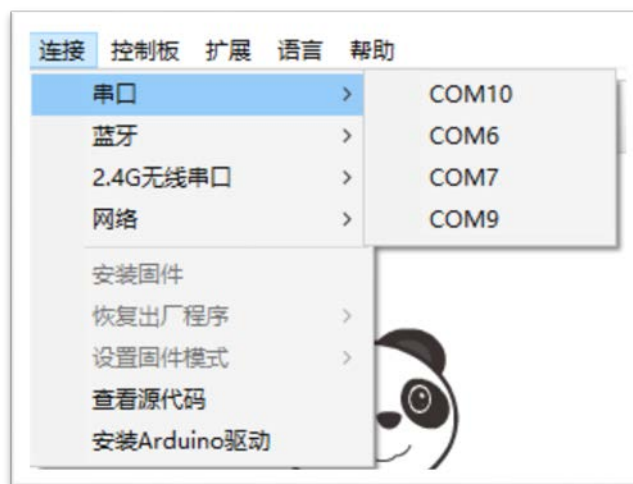 连接 控制板 扩展 语言 帮助
串口 > COM10
蓝牙 > COM6
2.4G无线串口 > COM7
网络 > COM9
安装固件
恢复出厂程序 >
设置固件模式 >
查看源代码
安装Arduino驱动